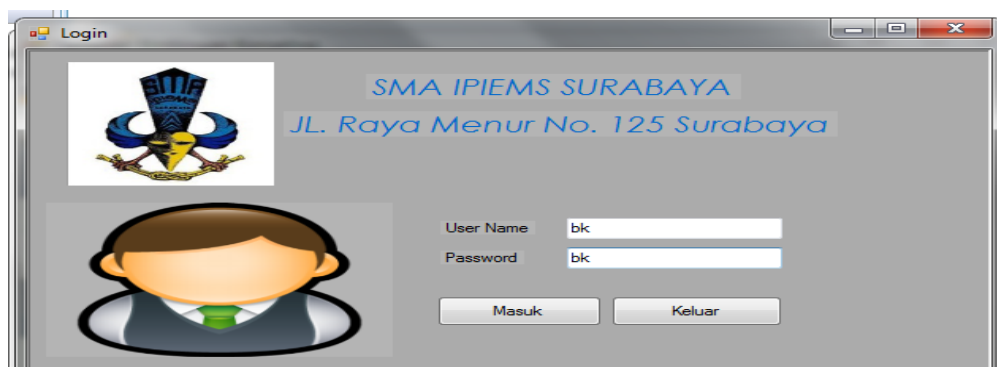 Login
SMA IPIEMS SURABAYA
JL. Raya Menur No. 125 Surabaya
User Name bk
Password bk
Masuk Keluar